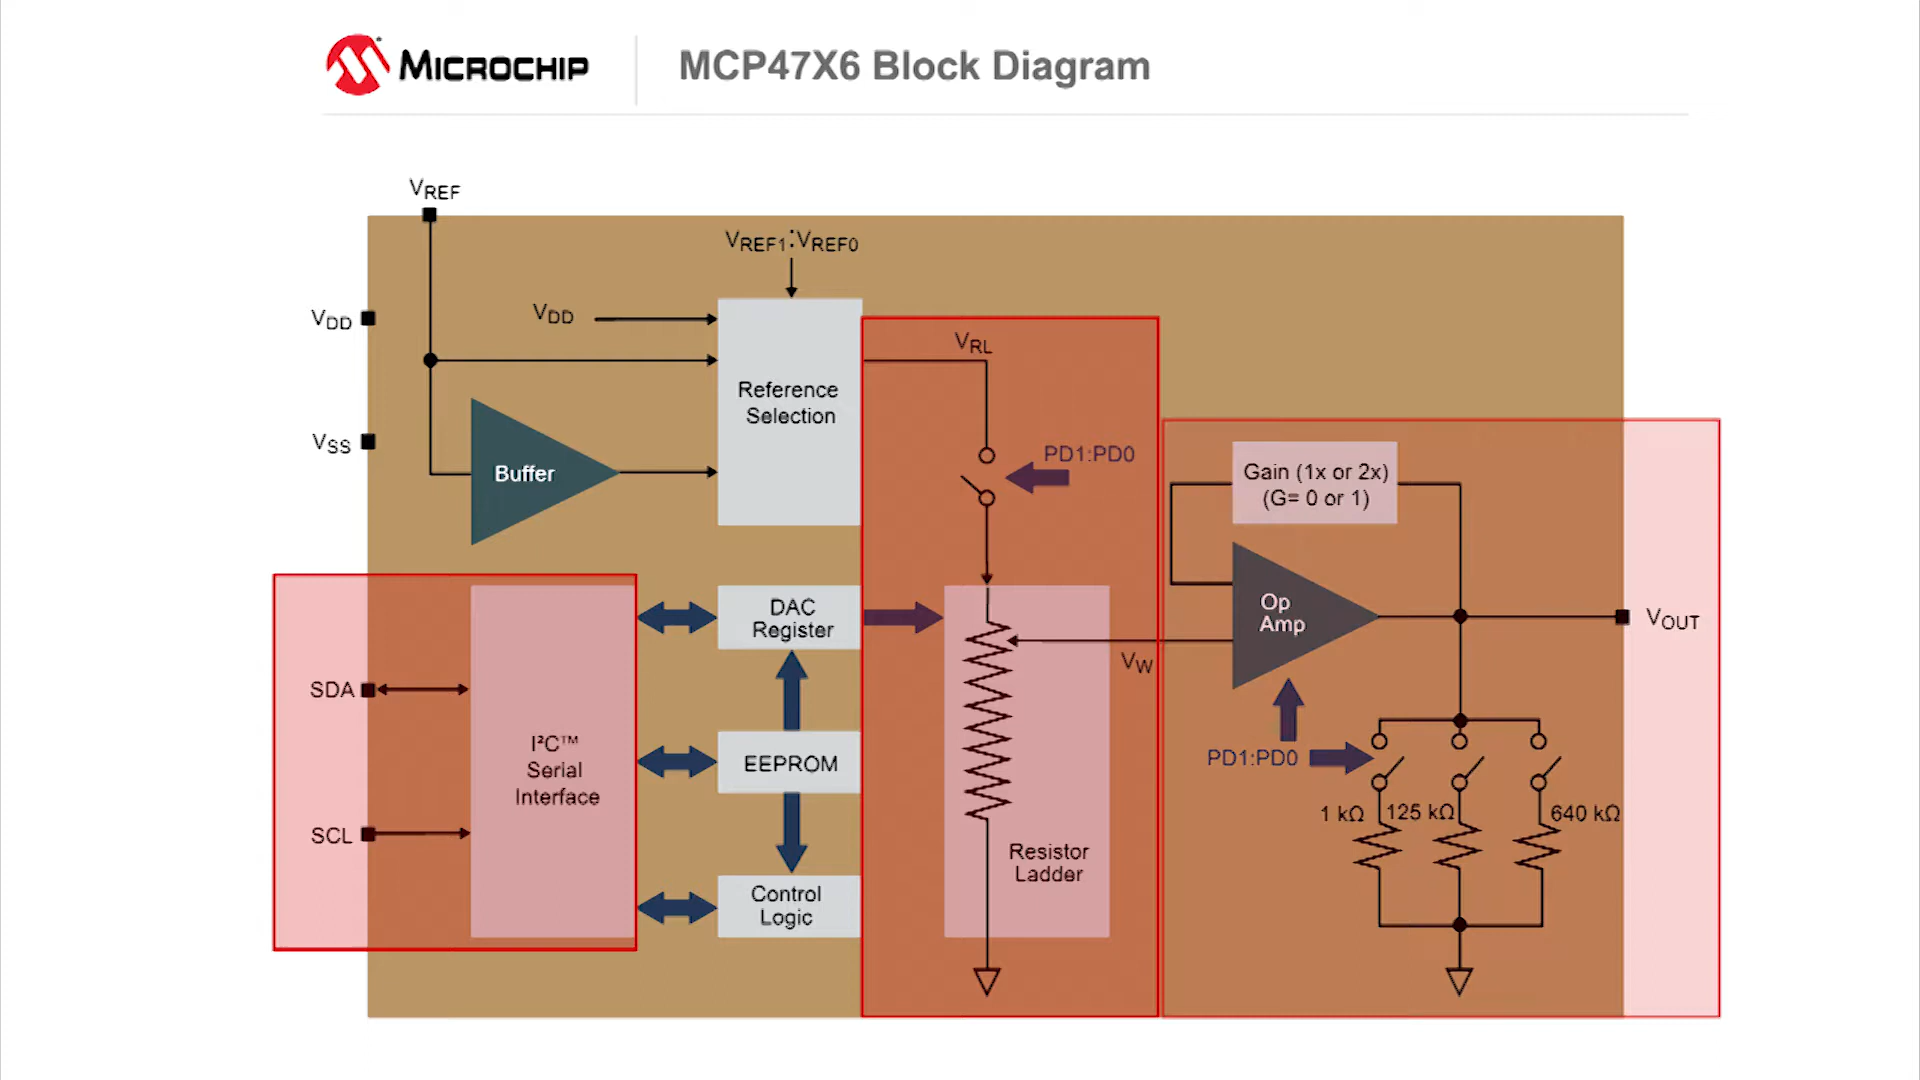 MICROCHIP
MCP47X6 Block Diagram
VREF
VREF1:VREF0
VDD
VDD
VRL
Reference
Selection
VSS
Buffer
PD1:PD0
Gain (1x or 2x)
(G= 0 or 1)
DAC
Register
Op
Amp
VOUT
VW
SDA
I²C™
Serial
Interface
EEPROM
PD1:PD0
1 kΩ
125 kΩ
640 kΩ
SCL
Resistor
Ladder
Control
Logic